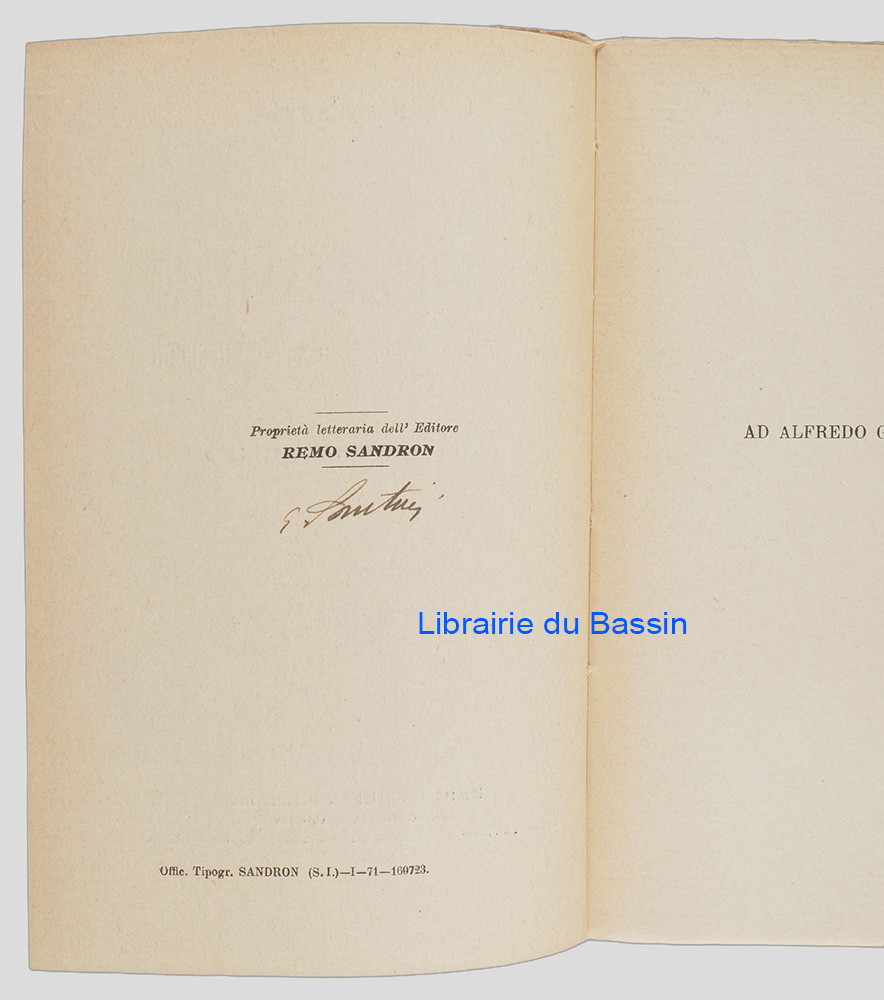 Proprietà letteraria dell' Editore
REMO SANDRON
Librairie du Bassin
Offic. Tipogr. SANDRON (S. I.)—I—71—160723.
AD ALFREDO G